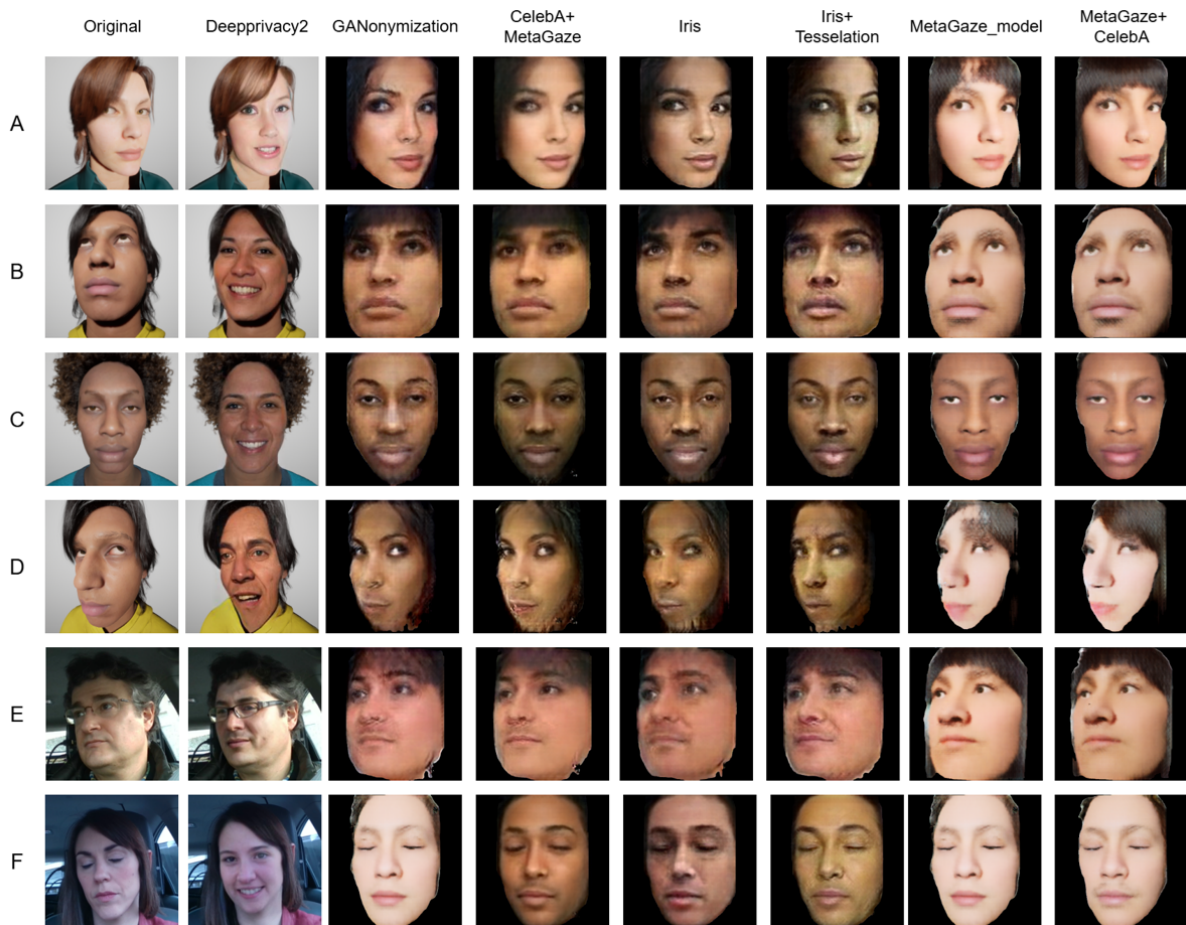 Original
Deepprivacy2
GANonymization
CelebA+
MetaGaze
Iris
Iris+
Tesselation
MetaGaze_model
MetaGaze+
CelebA
A
B
C
D
E
F